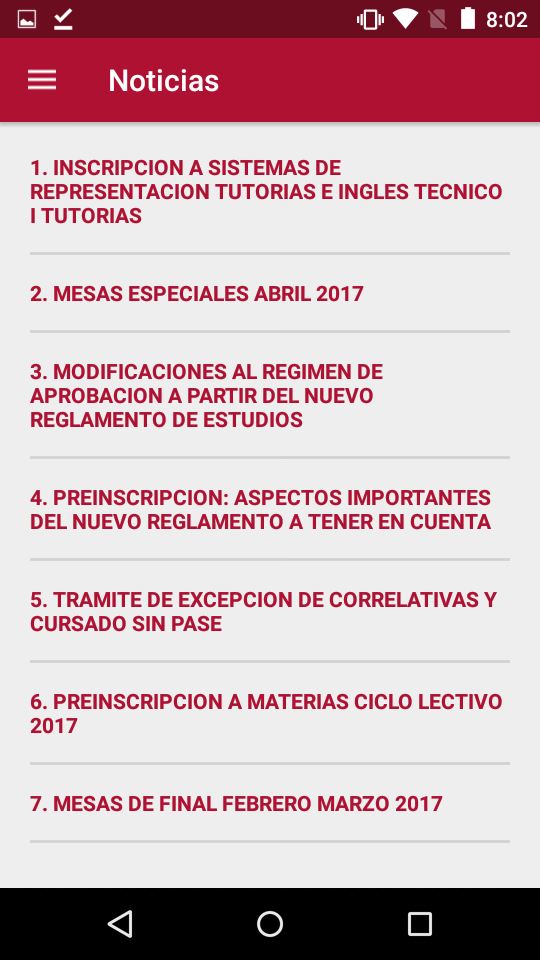 8:02
Noticias
1. INSCRIPCION A SISTEMAS DE
REPRESENTACION TUTORIAS E INGLES TECNICO
I TUTORIAS
2. MESAS ESPECIALES ABRIL 2017
3. MODIFICACIONES AL REGIMEN DE
APROBACION A PARTIR DEL NUEVO
REGLAMENTO DE ESTUDIOS
4. PREINSCRIPCION: ASPECTOS IMPORTANTES
DEL NUEVO REGLAMENTO A TENER EN CUENTA
5. TRAMITE DE EXCEPCION DE CORRELATIVAS Y
CURSADO SIN PASE
6. PREINSCRIPCION A MATERIAS CICLO LECTIVO
2017
7. MESAS DE FINAL FEBRERO MARZO 2017